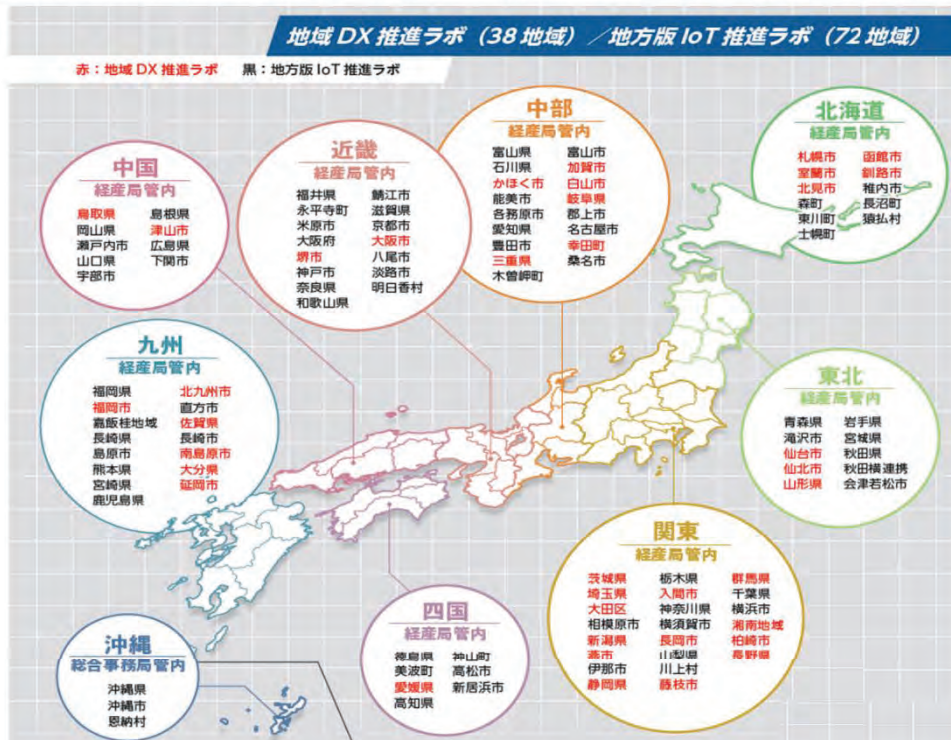 地域 DX 推進ラボ（38 地域）／地方版 IoT 推進ラボ（72 地域）
赤：地域 DX 推進ラボ 黒：地方版 IoT 推進ラボ
中国
経産局管内
鳥取県 島根県
岡山県 津山市
瀬戸内市 広島県
山口県 下関市
宇部市
近畿
経産局管内
福井県 鯖江市
永平寺町 滋賀県
米原市 京都市
大阪府 大阪市
堺市 八尾市
神戸市 淡路市
奈良県 明日香村
和歌山県
中部
経産局管内
富山県 富山市
石川県 加賀市
かほく市 白山市
能美市 岐阜県
各務原市 郡上市
愛知県 名古屋市
豊田市 幸田町
三重県 桑名市
木曽岬町
北海道
経産局管内
札幌市 函館市
室蘭市 釧路市
北見市 稚内市
森町 長沼町
東川町 猿払村
士幌町
九州
経産局管内
福岡県 北九州市
福岡市 直方市
嘉飯桂地域 佐賀県
長崎県 長崎市
島原市 南島原市
熊本県 大分県
宮崎県 延岡市
鹿児島県
東北
経産局管内
青森県 岩手県
滝沢市 宮城県
仙台市 秋田県
仙北市 秋田横連携
山形県 会津若松市
関東
経産局管内
茨城県 栃木県 群馬県
埼玉県 入間市 千葉県
大田区 神奈川県 横浜市
相模原市 横須賀市 湘南地域
新潟県 長岡市 柏崎市
燕市 山梨県 長野県
伊那市 川上村
静岡県 藤枝市
四国
経産局管内
徳島県 神山町
美波町 高松市
愛媛県 新居浜市
高知県
沖縄
総合事務局管内
沖縄県
沖縄市
恩納村